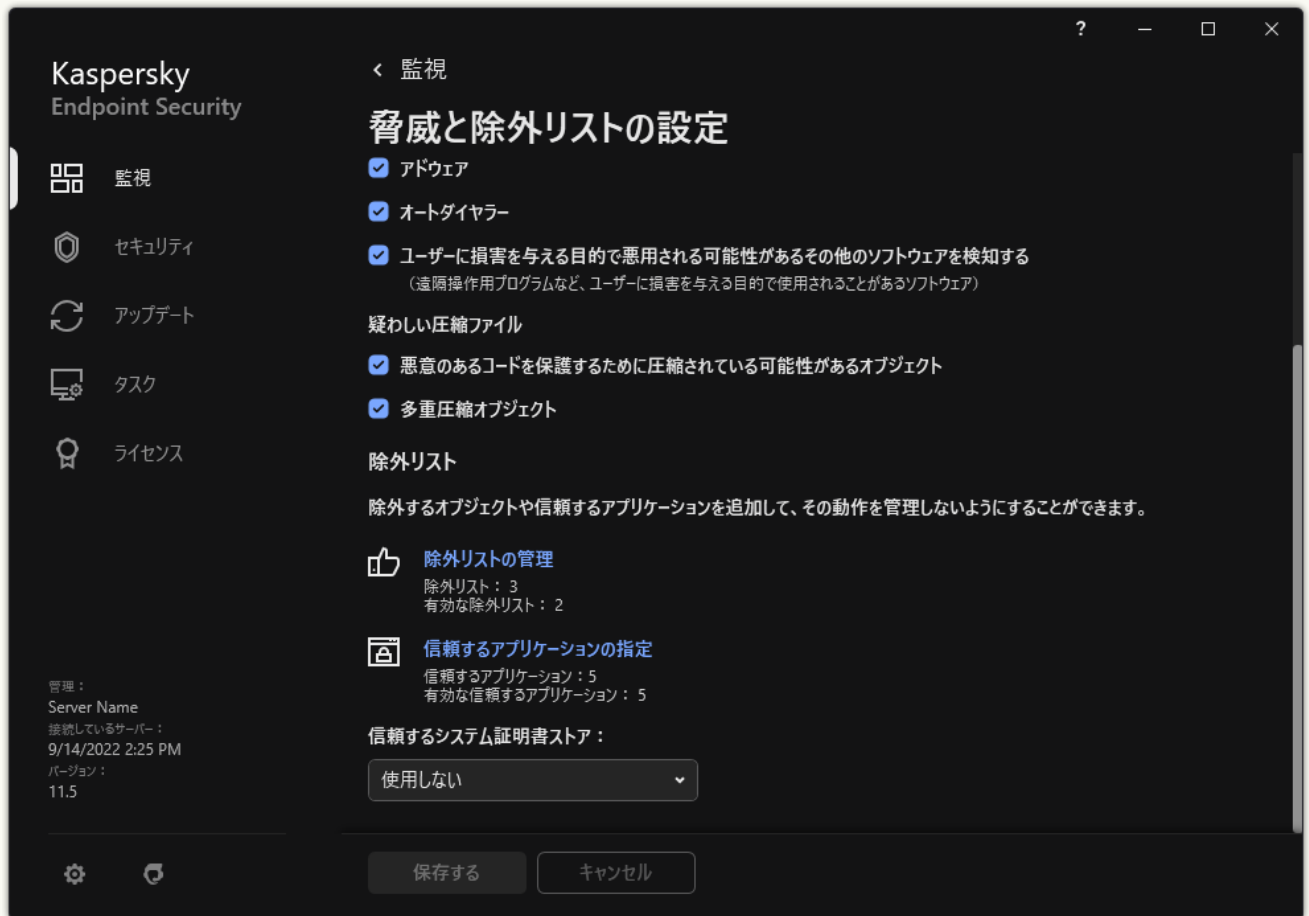 ?
Kaspersky
Endpoint Security
監視
セキュリティ
アップデート
タスク
ライセンス
管理：
Server Name
接続しているサーバー：
9/14/2022 2:25 PM
バージョン：
11.5
監視
脅威と除外リストの設定
アドウェア
オートダイヤラー
ユーザーに損害を与える目的で悪用される可能性があるその他のソフトウェアを検知する
（遠隔操作用プログラムなど、ユーザーに損害を与える目的で使用されることがあるソフトウェア）
疑わしい圧縮ファイル
悪意のあるコードを保護するために圧縮されている可能性があるオブジェクト
多重圧縮オブジェクト
除外リスト
除外するオブジェクトや信頼するアプリケーションを追加して、その動作を管理しないようにすることができます。
除外リストの管理
除外リスト： 3
有効な除外リスト： 2
信頼するアプリケーションの指定
信頼するアプリケーション：5
有効な信頼するアプリケーション： 5
信頼するシステム証明書ストア：
使用しない
保存する
キャンセル